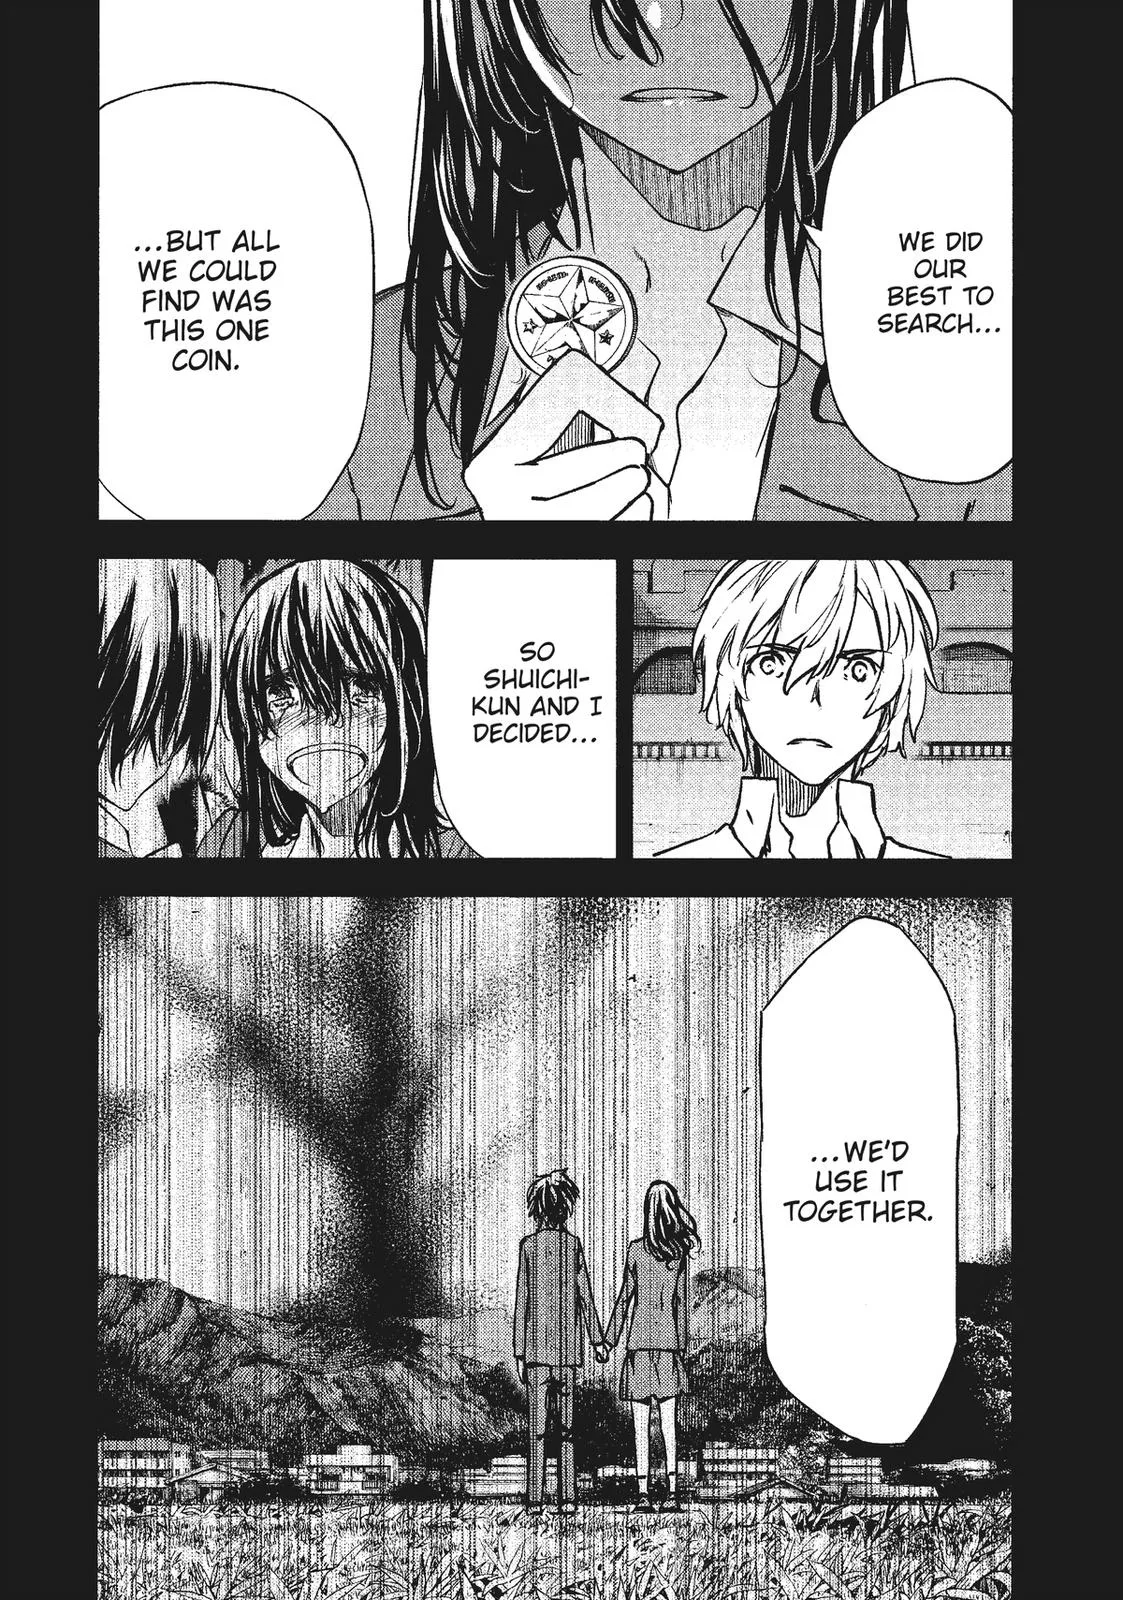 WE DID
OUR
BEST TO
SEARCH...
...BUT ALL
WE COULD
FIND WAS
THIS ONE
COIN.
SO
SHUICHI-
KUN AND I
DECIDED...
...WE'D
USE IT
TOGETHER.